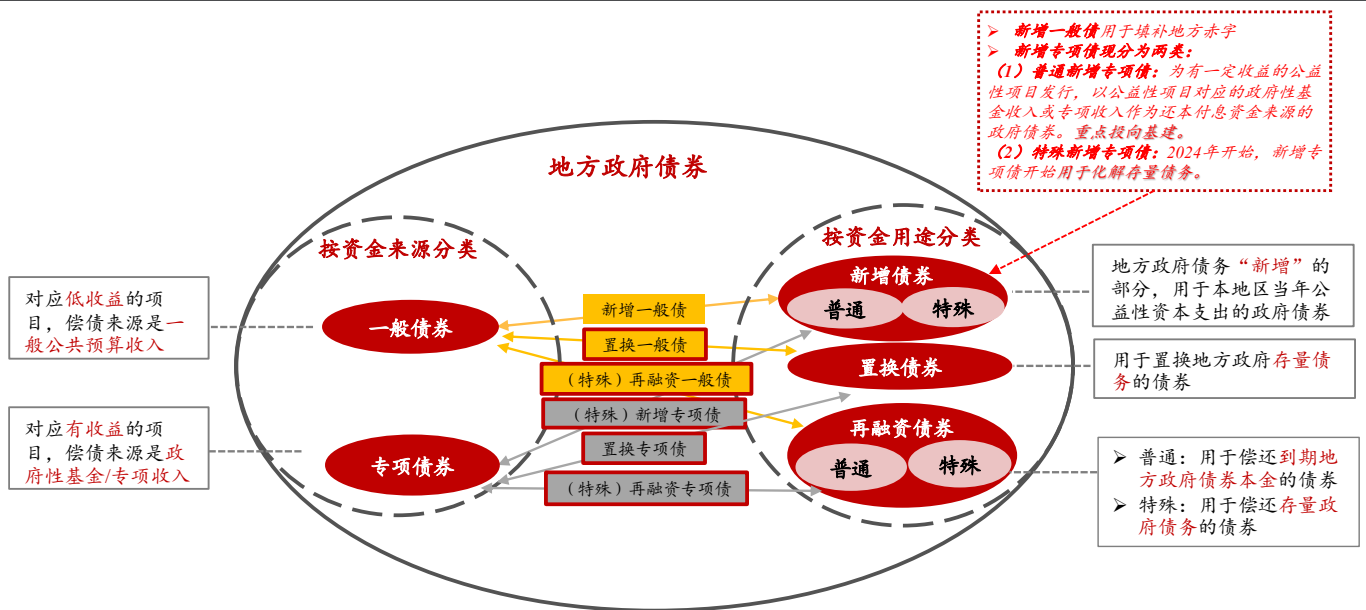 ➢ 新增一般债用于填补地方赤字
➢ 新增专项债现分为两类：
（1）普通新增专项债：为有一定收益的公益
性项目发行，以公益性项目对应的政府性基
金收入或专项收入作为还本付息资金来源的
政府债券。重点投向基建。
（2）特殊新增专项债：2024年开始，新增专
项债开始用于化解存量债务。
地方政府债券
按资金来源分类
按资金用途分类
对应低收益的项
目，偿债来源是一
般公共预算收入
一般债券
新增一般债
置换一般债
（特殊）再融资一般债
（特殊）新增专项债
置换专项债
（特殊）再融资专项债
新增债券
普通
特殊
置换债券
再融资债券
普通
特殊
地方政府债务“新增”的
部分，用于本地区当年公
益性资本支出的政府债券
用于置换地方政府存量债
务的债券
对应有收益的项
目，偿债来源是政
府性基金/专项收入
专项债券
➢ 普通：用于偿还到期地
方政府债券本金的债券
➢ 特殊：用于偿还存量政
府债务的债券